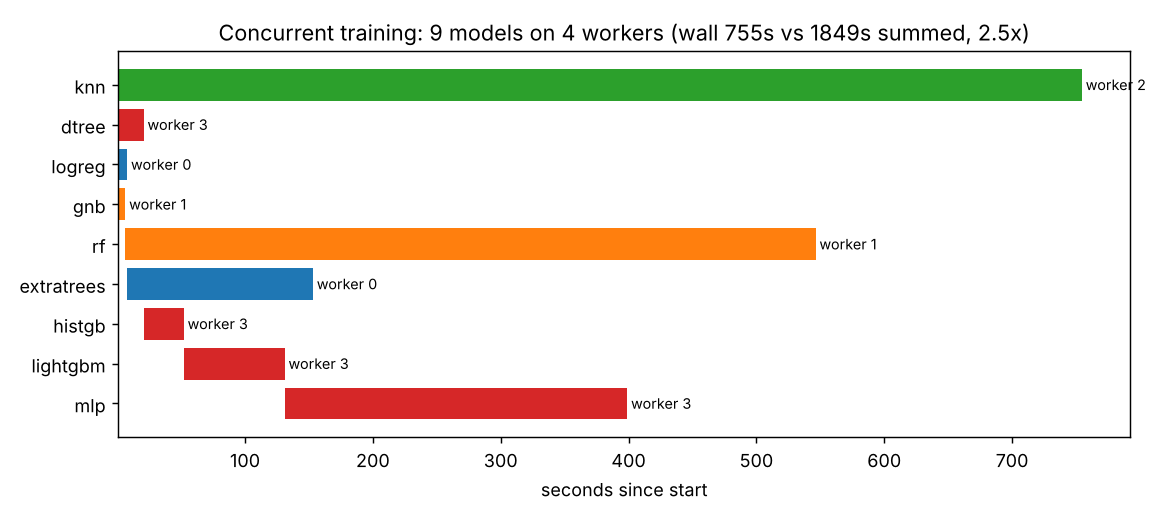 Concurrent training: 9 models on 4 workers (wall 755s vs 1849s summed, 2.5x)
knn worker 2
dtree worker 3
logreg worker 0
gnb worker 1
rf worker 1
extratrees worker 0
histgb worker 3
lightgbm worker 3
mlp worker 3
100 200 300 400 500 600 700
seconds since start